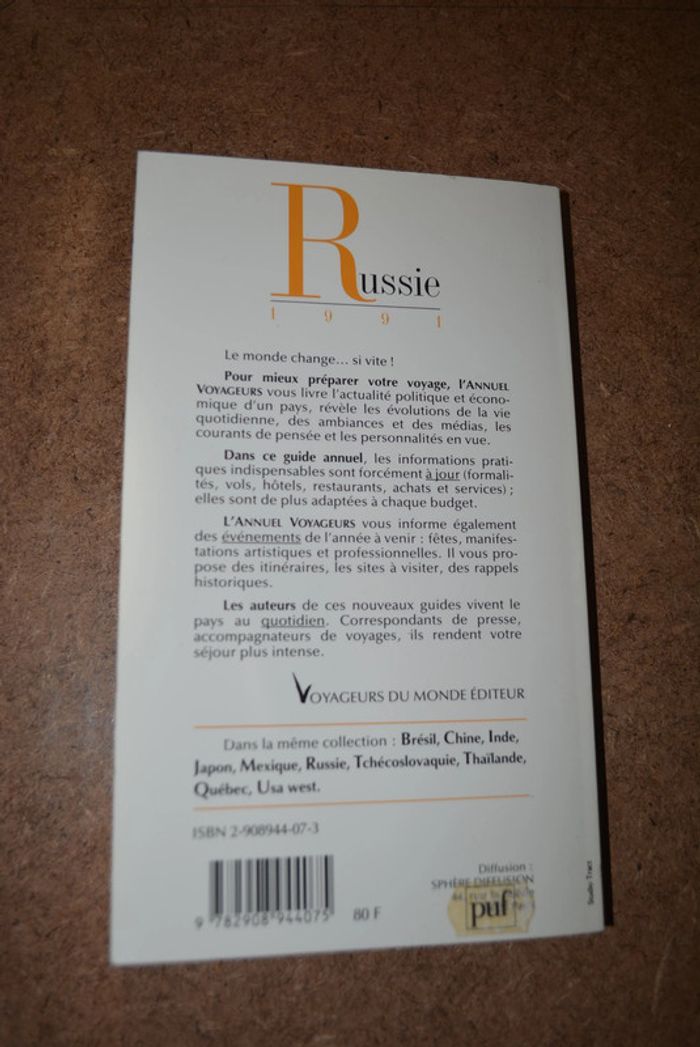 Russie
1991
Le monde change... si vite !
Pour mieux préparer votre voyage, l'ANNUEL
VOYAGEURS vous livre l'actualité politique et écono-
mique d'un pays, révèle les évolutions de la vie
quotidienne, des ambiances et des médias, les
courants de pensée et les personnalités en vue.
Dans ce guide annuel, les informations prati-
ques indispensables sont forcément à jour (formali-
tés, vols, hôtels, restaurants, achats et services) ;
elles sont de plus adaptées à chaque budget.
L'ANNUEL VOYAGEURS vous informe également
des événements de l'année à venir : fêtes, manifes-
tations artistiques et professionnelles. Il vous pro-
pose des itinéraires, les sites à visiter, des rappels
historiques.
Les auteurs de ces nouveaux guides vivent le
pays au quotidien. Correspondants de presse,
accompagnateurs de voyages, ils rendent votre
séjour plus intense.
VOYAGEURS DU MONDE ÉDITEUR
Dans la même collection : Brésil, Chine, Inde,
Japon, Mexique, Russie, Tchécoslovaquie, Thaïlande,
Québec, Usa west.
ISBN 2-908944-07-3
9 782908 944075
80 F
Diffusion :
SPHÈRE DIFFUSION
puf
Studio Tract